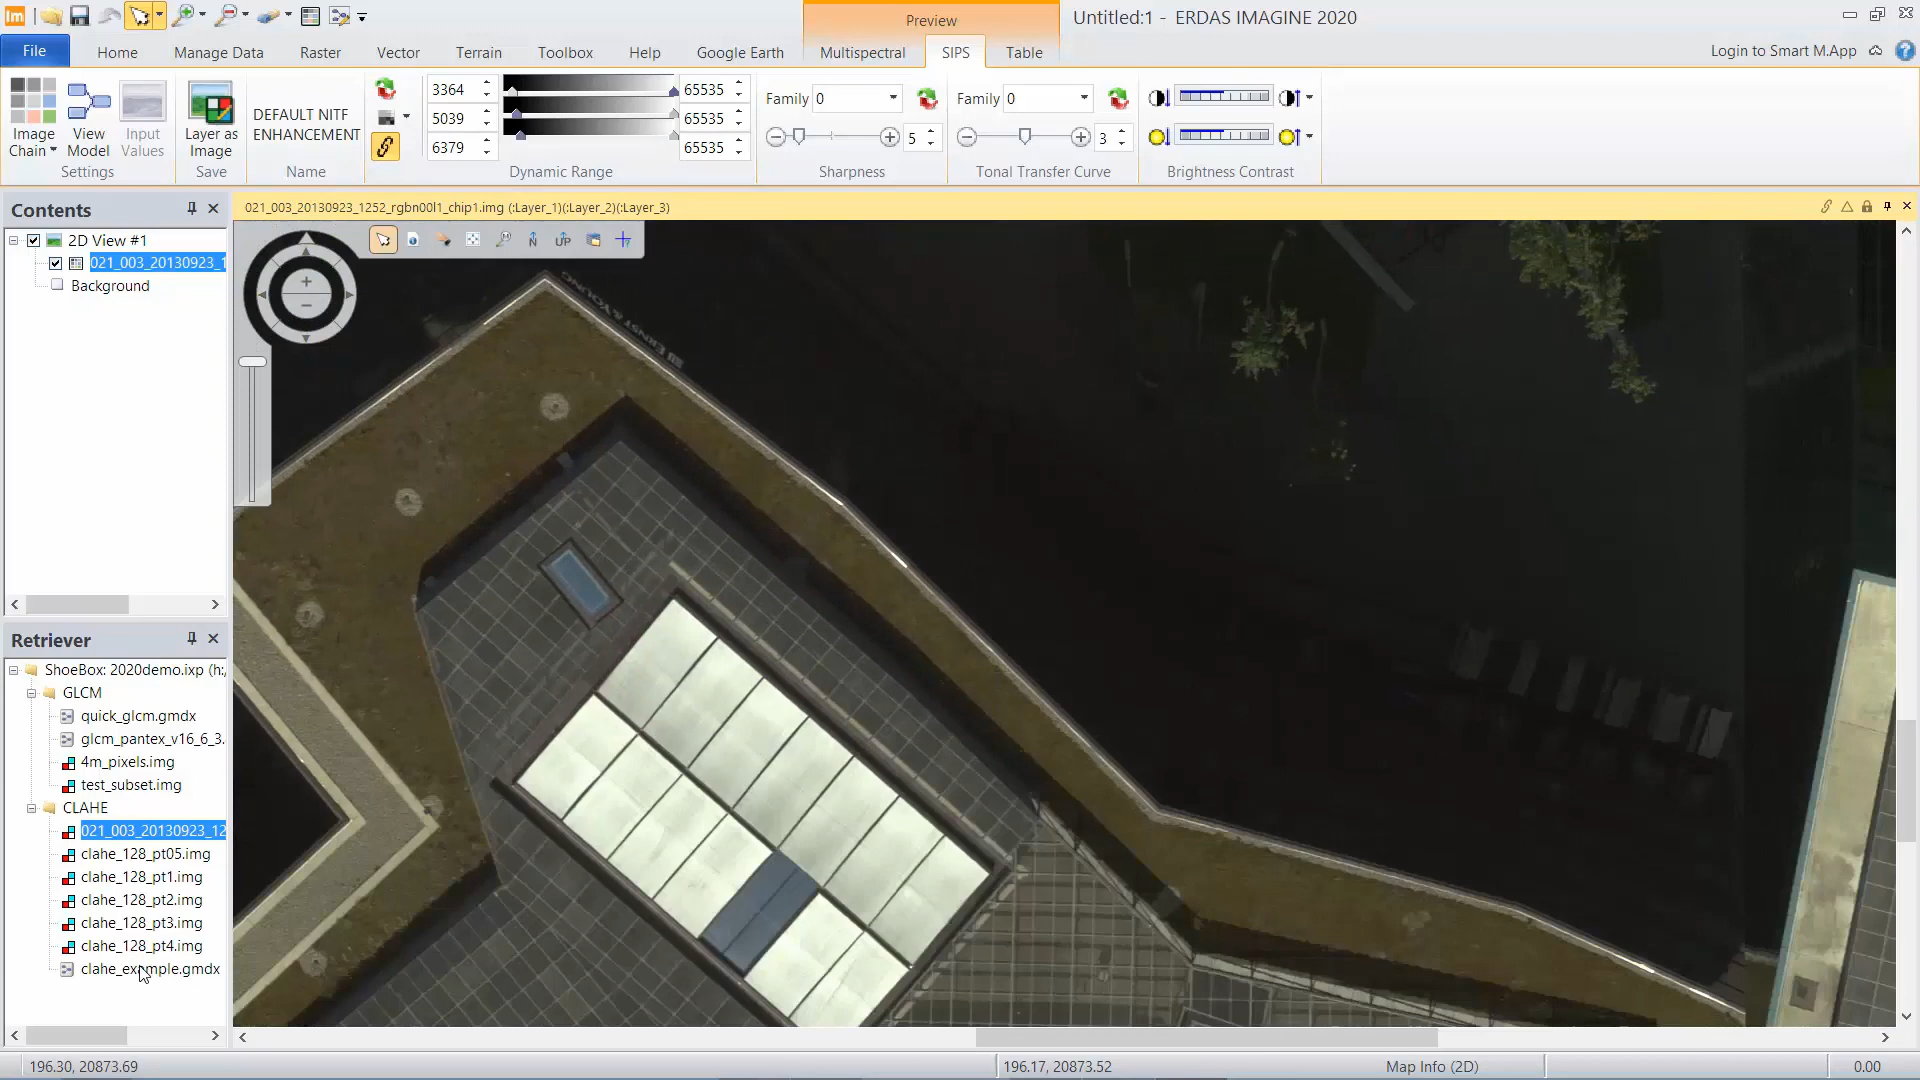 Im
Preview
Untitled:1 - ERDAS IMAGINE 2020
File
Home
Manage Data
Raster
Vector
Terrain
Toolbox
Help
Google Earth
Multispectral
SIPS
Table
Login to Smart M.App
Image Chain
View Model
Input Values
Settings
Layer as Image
Save
DEFAULT NITF
ENHANCEMENT
Name
3364
65535
5039
65535
6379
65535
Dynamic Range
Family 0
5
Sharpness
Family 0
3
Tonal Transfer Curve
Brightness Contrast
Contents
2D View #1
021_003_20130923_1
Background
021_003_20130923_1252_rgbn00l1_chip1.img (:Layer_1)(:Layer_2)(:Layer_3)
N
UP
ERNST & YOUNG
Retriever
ShoeBox: 2020demo.ixp (h:/
GLCM
quick_glcm.gmdx
glcm_pantex_v16_6_3.
4m_pixels.img
test_subset.img
CLAHE
021_003_20130923_12
clahe_128_pt05.img
clahe_128_pt1.img
clahe_128_pt2.img
clahe_128_pt3.img
clahe_128_pt4.img
clahe_example.gmdx
196.30, 20873.69
196.17, 20873.52
Map Info (2D)
0.00